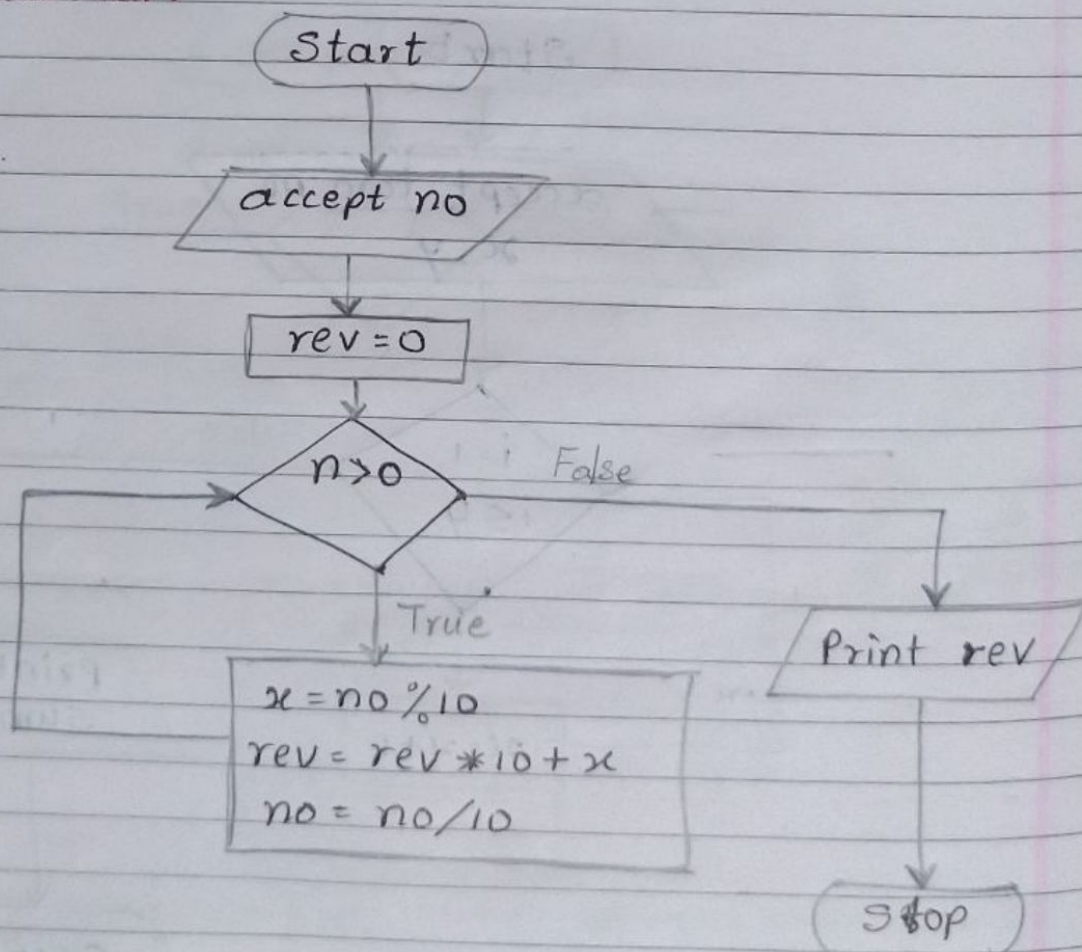 Start
accept no
rev = 0
n>0
False
True
x = no % 10
rev = rev * 10 + x
no = no/10
Print rev
Stop